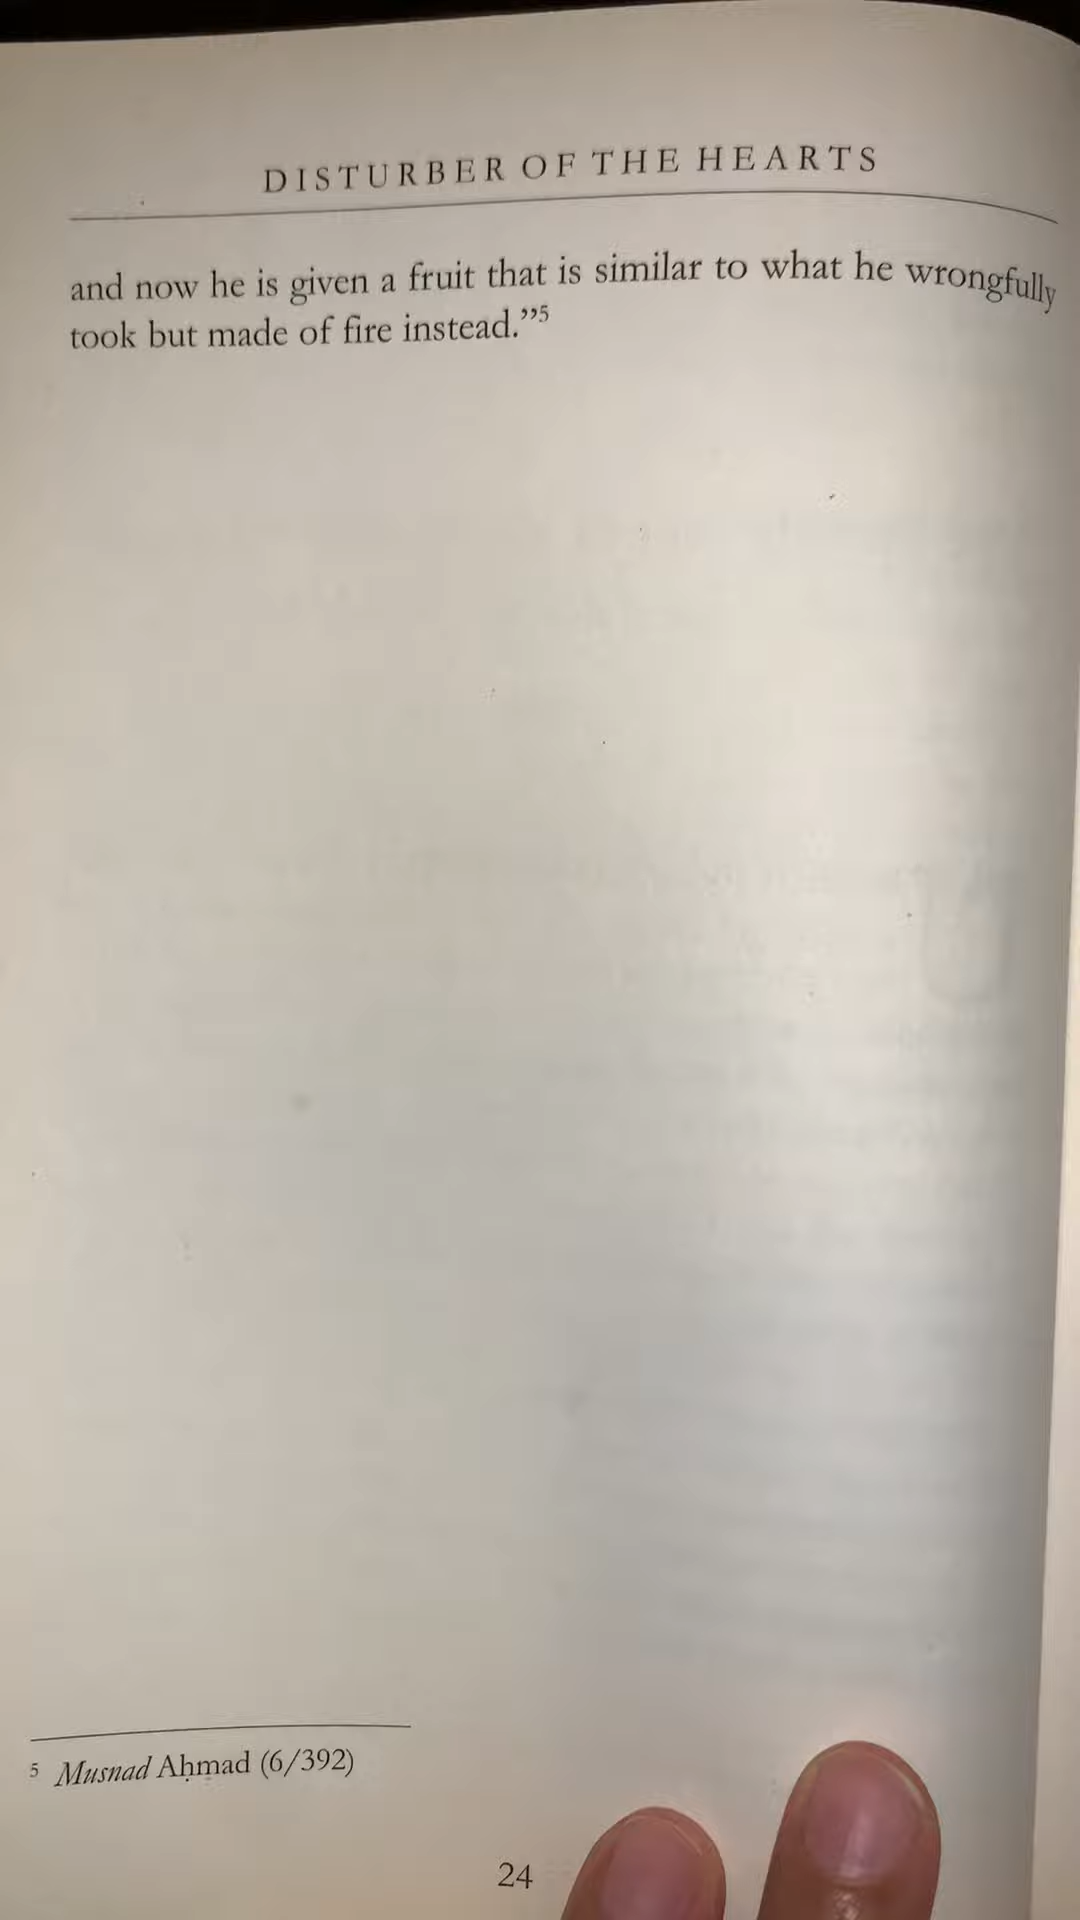 DISTURBER OF THE HEARTS
and now he is given a fruit that is similar to what he wrongfully
took but made of fire instead.”5
5 Musnad Aḥmad (6/392)
24